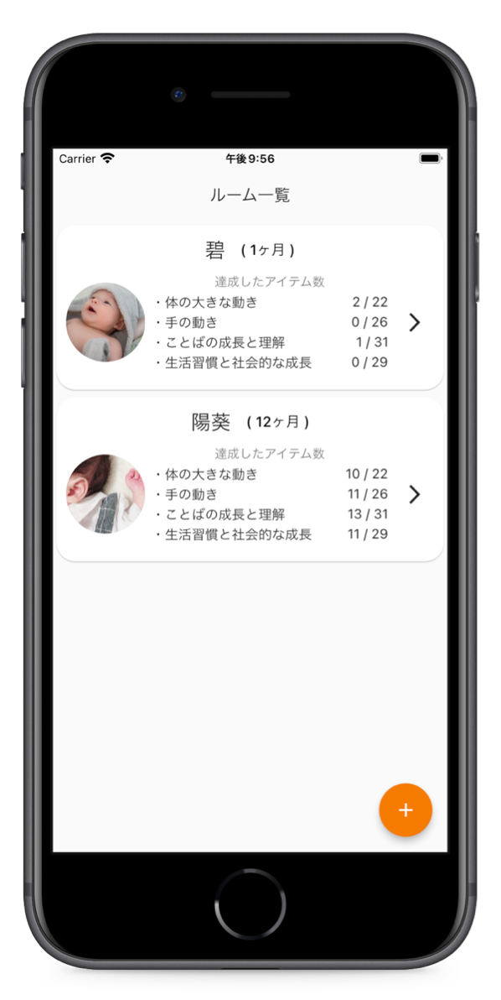 Carrier 午後9:56
ルーム一覧
碧 ( 1ヶ月 )
達成したアイテム数
・体の大きな動き 2 / 22
・手の動き 0 / 26
・ことばの成長と理解 1 / 31
・生活習慣と社会的な成長 0 / 29
陽葵 ( 12ヶ月 )
達成したアイテム数
・体の大きな動き 10 / 22
・手の動き 11 / 26
・ことばの成長と理解 13 / 31
・生活習慣と社会的な成長 11 / 29
+